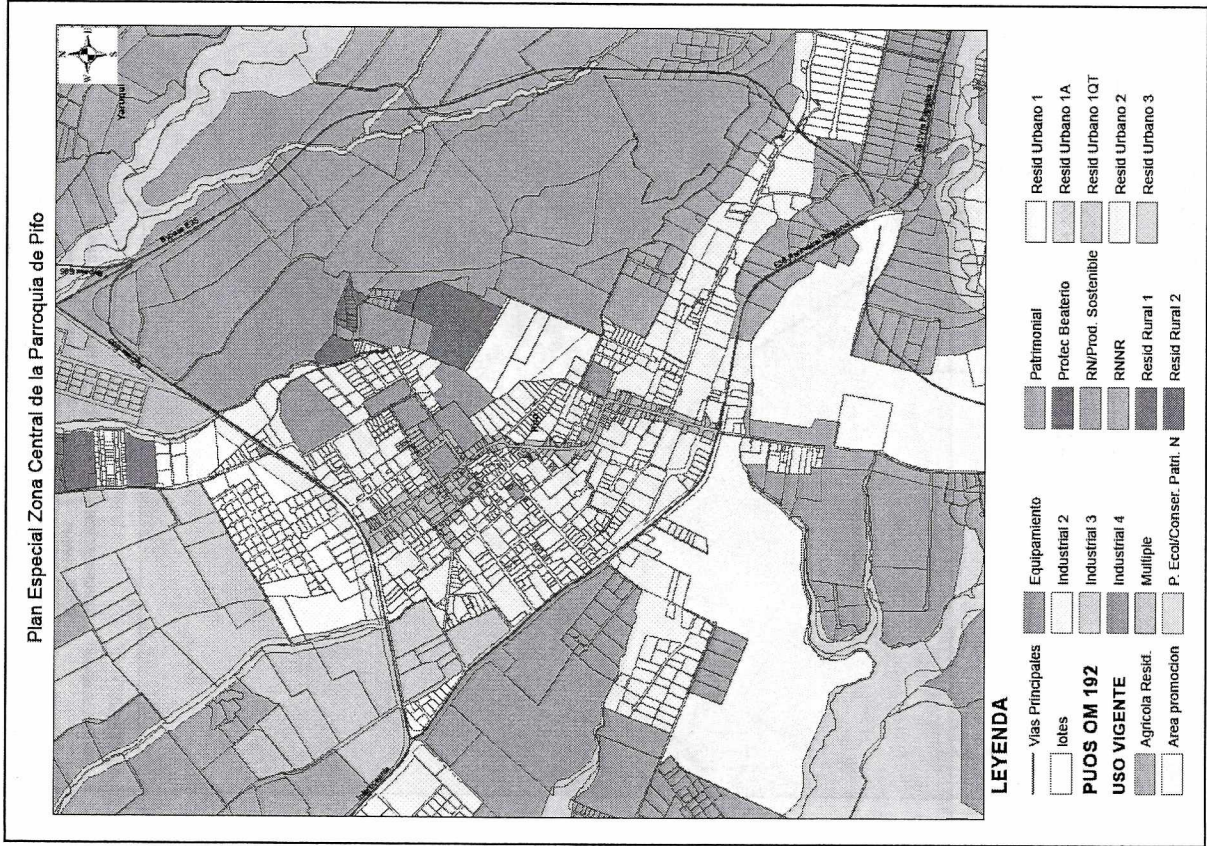 Plan Especial Zona Central de la Parroquia de Pifo
N
E
S
W
Yaruqui
LEYENDA
Vias Principales
lotes
PUOS OM 192
USO VIGENTE
Agricola Resid.
Area promocion
Equipamiento
Industrial 2
Industrial 3
Industrial 4
Multiple
P. Ecol/Conser. Patri. N
Patrimonial
Protec Beaterio
RN/Prod. Sostenible
RNNR
Resid Rural 1
Resid Rural 2
Resid Urbano 1
Resid Urbano 1A
Resid Urbano 1QT
Resid Urbano 2
Resid Urbano 3